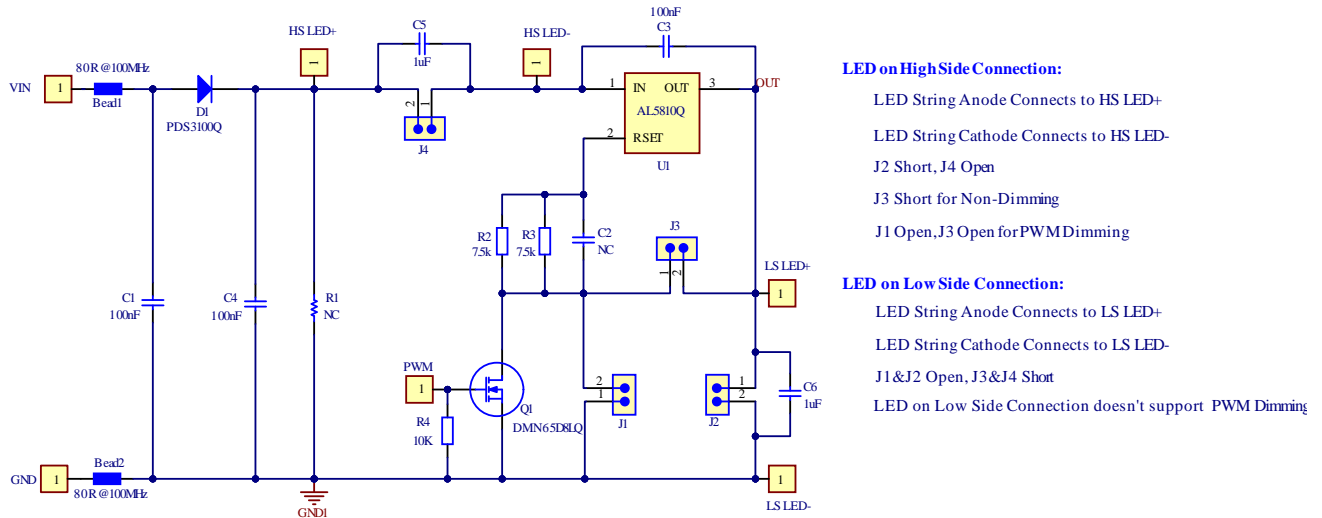 C5
1uF
HS LED+
HS LED-
100nF
C3
80R@100MHz
VIN
1
Bead1
D1
PDS3100Q
1
2
1
J4
1
1
IN
OUT
3
OUT
AL5810Q
2
RSET
U1
R2
7.5k
R3
7.5k
C2
NC
J3
1
2
LS LED+
1
C1
100nF
C4
100nF
R1
NC
PWM
1
Q1
DMN65D8LQ
R4
10K
2
1
J1
1
2
J2
C6
1uF
Bead2
GND
1
80R@100MHz
GND1
1
LS LED-
LED on High Side Connection:
LED String Anode Connects to HS LED+
LED String Cathode Connects to HS LED-
J2 Short, J4 Open
J3 Short for Non-Dimming
J1 Open, J3 Open for PWM Dimming
LED on Low Side Connection:
LED String Anode Connects to LS LED+
LED String Cathode Connects to LS LED-
J1&J2 Open, J3&J4 Short
LED on Low Side Connection doesn't support PWM Dimming